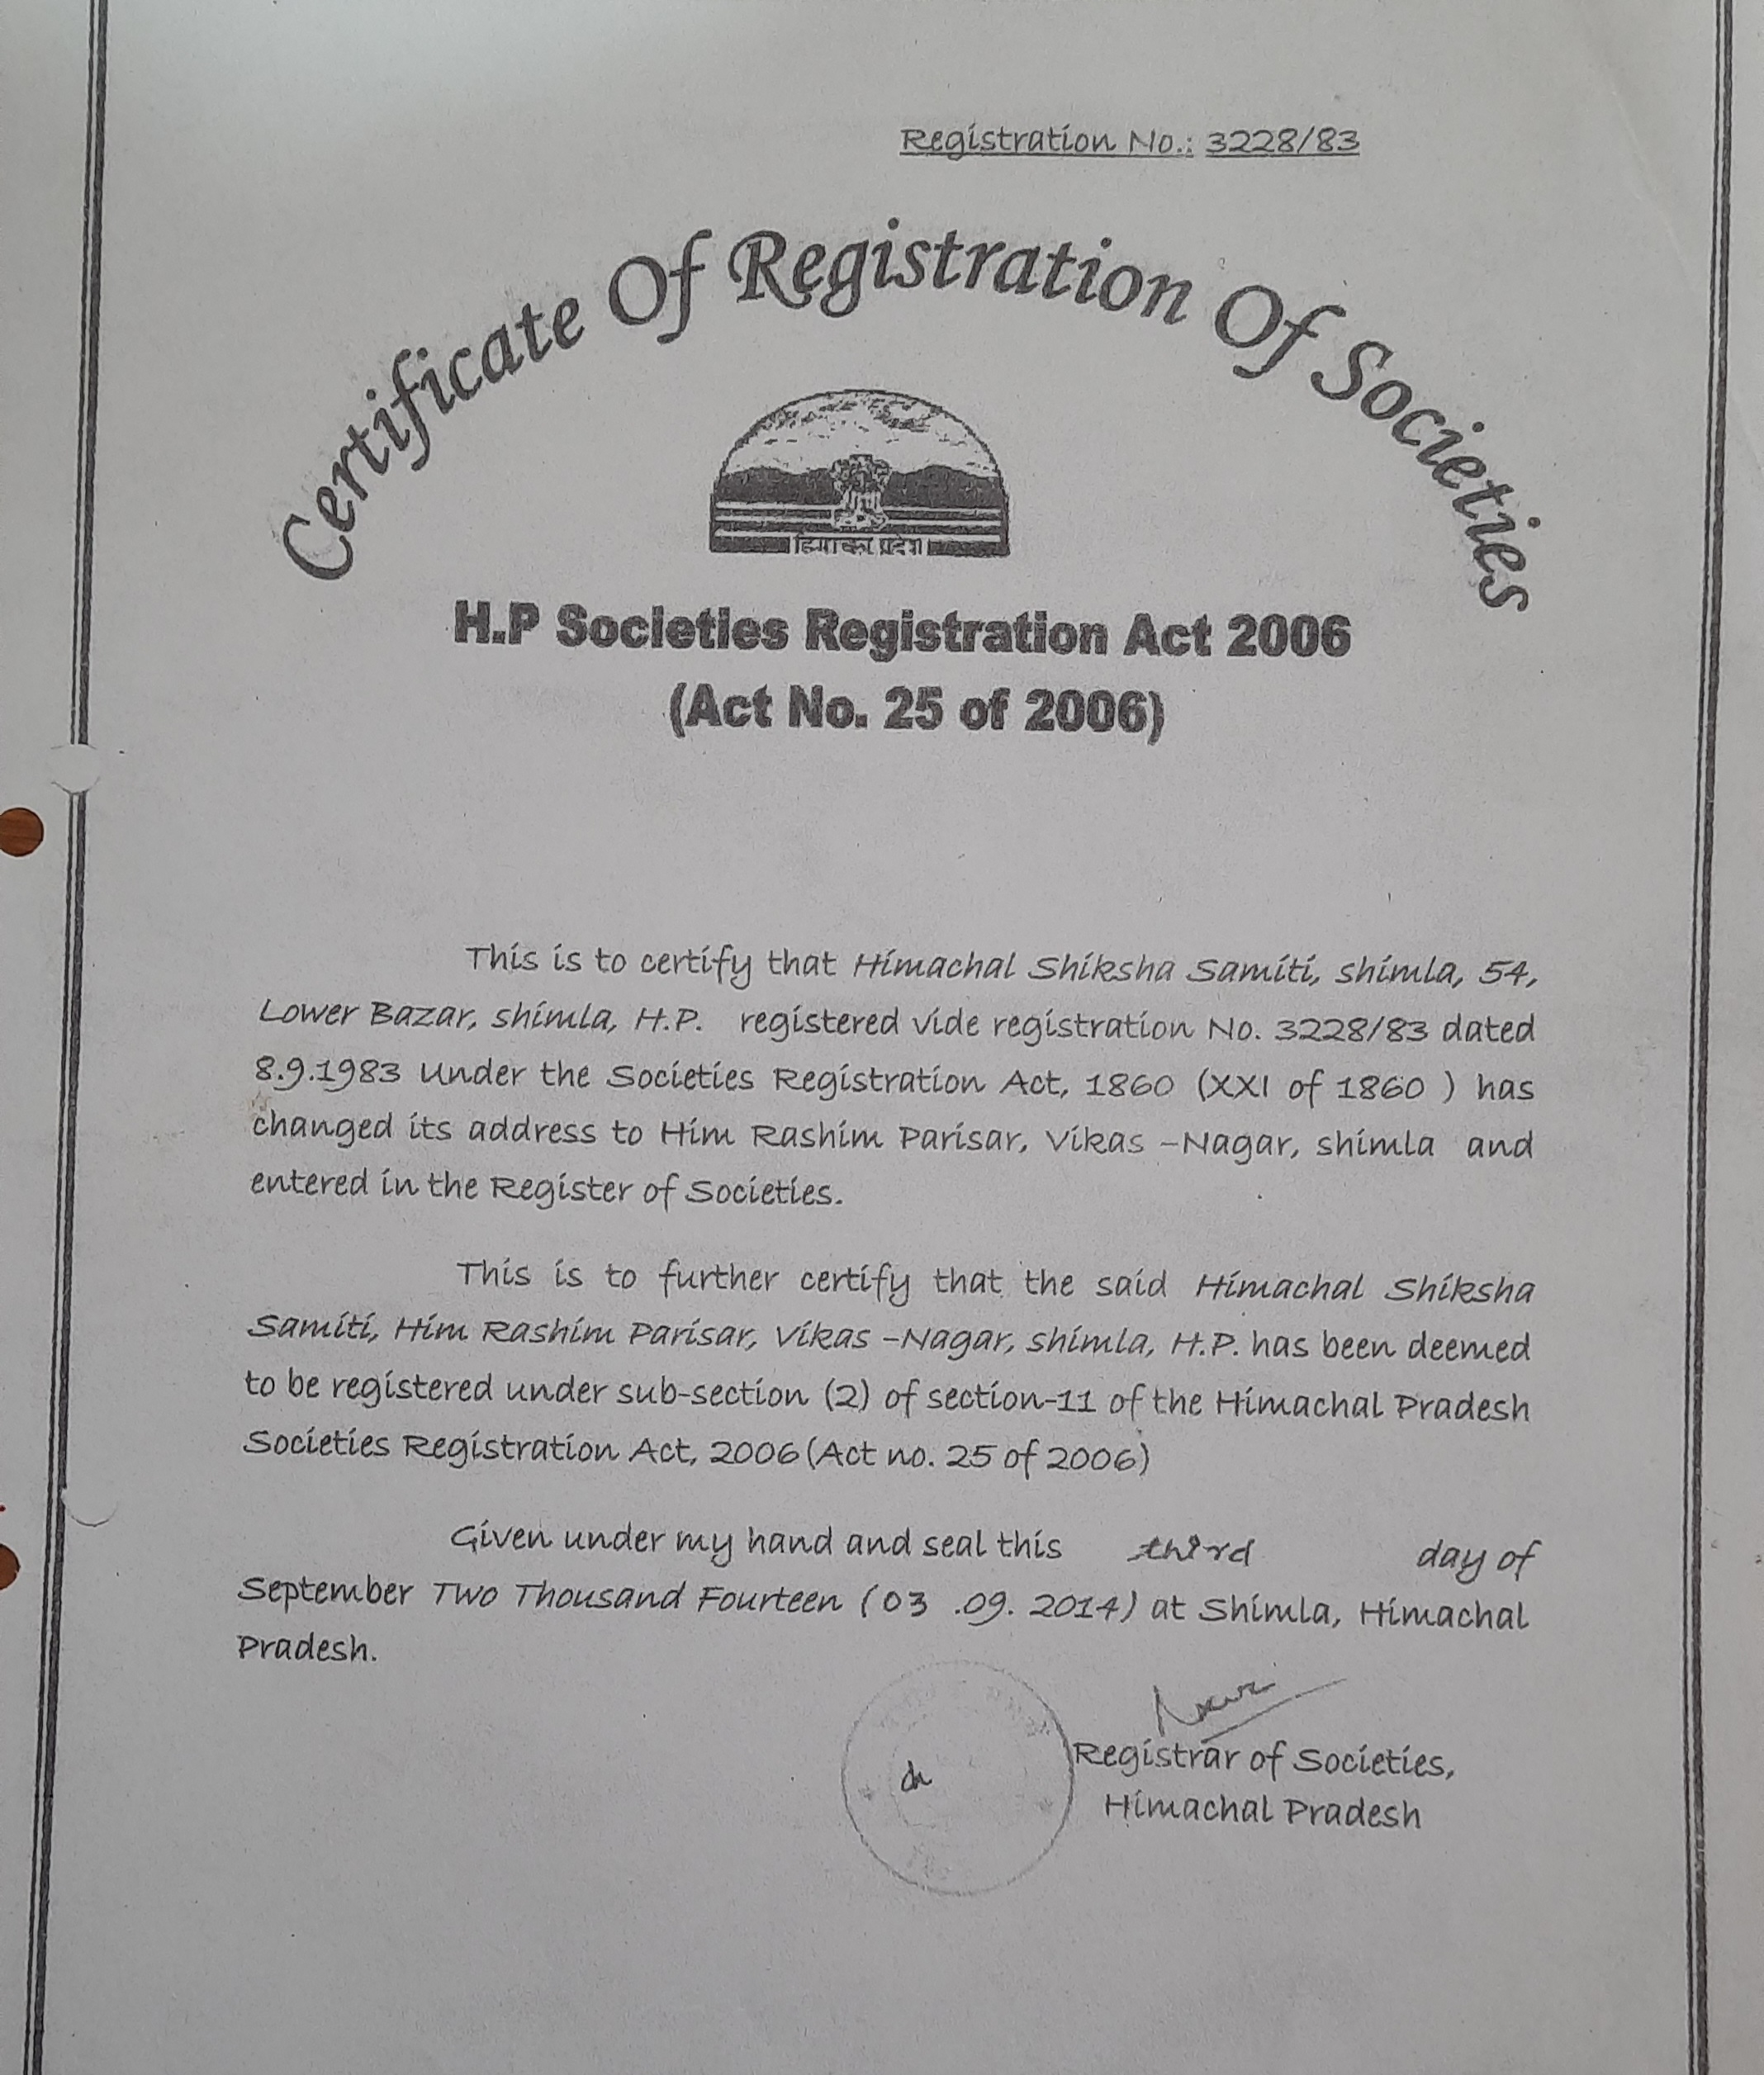 Registration No.: 3228/83
Certificate Of Registration Of Societies
हिमाचल प्रदेश
H.P Societies Registration Act 2006
(Act No. 25 of 2006)
This is to certify that Himachal Shiksha Samiti, shimla, 54,
Lower Bazar, shimla, H.P. registered vide registration No. 3228/83 dated
8.9.1983 under the Societies Registration Act, 1860 (XXI of 1860 ) has
changed its address to Him Rashim Parisar, Vikas -Nagar, shimla and
entered in the Register of Societies.
This is to further certify that the said Himachal Shiksha
Samiti, Him Rashim Parisar, Vikas -Nagar, shimla, H.P. has been deemed
to be registered under sub-section (2) of section-11 of the Himachal Pradesh
Societies Registration Act, 2006 (Act no. 25 of 2006)
Given under my hand and seal this third day of
September Two Thousand Fourteen (03 .09. 2014) at Shimla, Himachal
Pradesh.
Registrar of Societies,
Himachal Pradesh